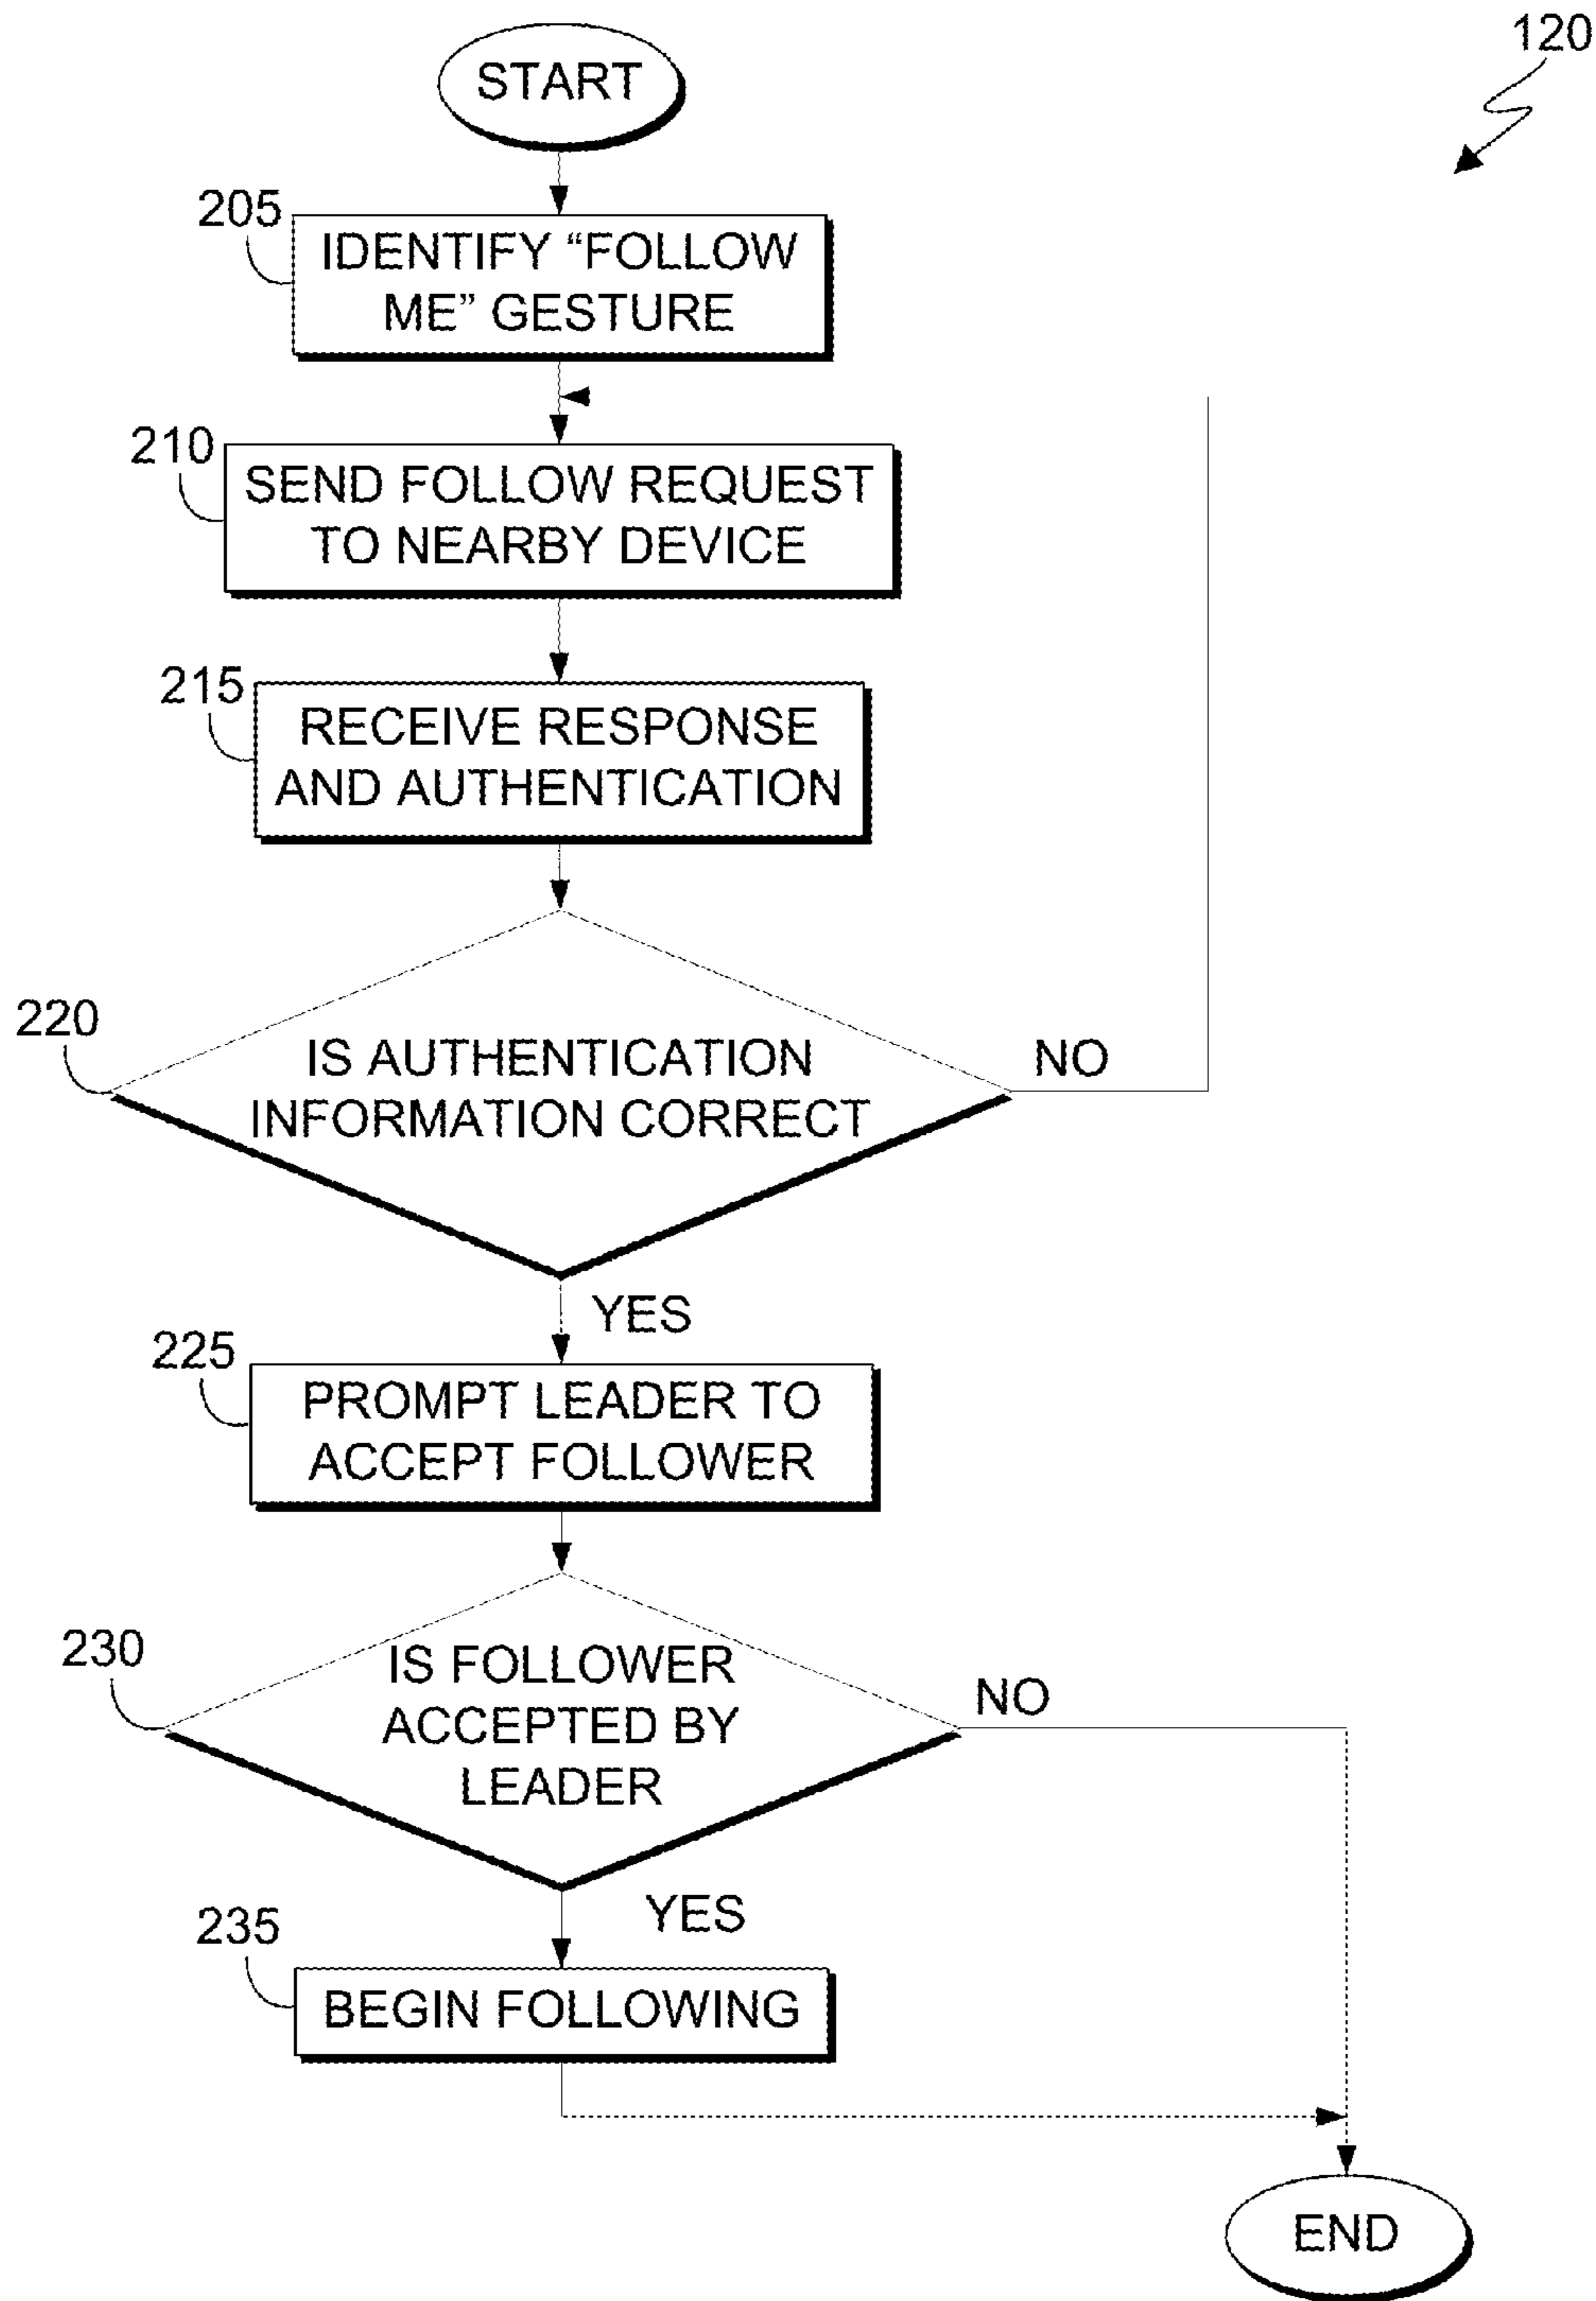 120
START
205
IDENTIFY “FOLLOW
ME” GESTURE
210
SEND FOLLOW REQUEST
TO NEARBY DEVICE
215
RECEIVE RESPONSE
AND AUTHENTICATION
220
IS AUTHENTICATION
INFORMATION CORRECT
NO
YES
225
PROMPT LEADER TO
ACCEPT FOLLOWER
230
IS FOLLOWER
ACCEPTED BY
LEADER
NO
YES
235
BEGIN FOLLOWING
END